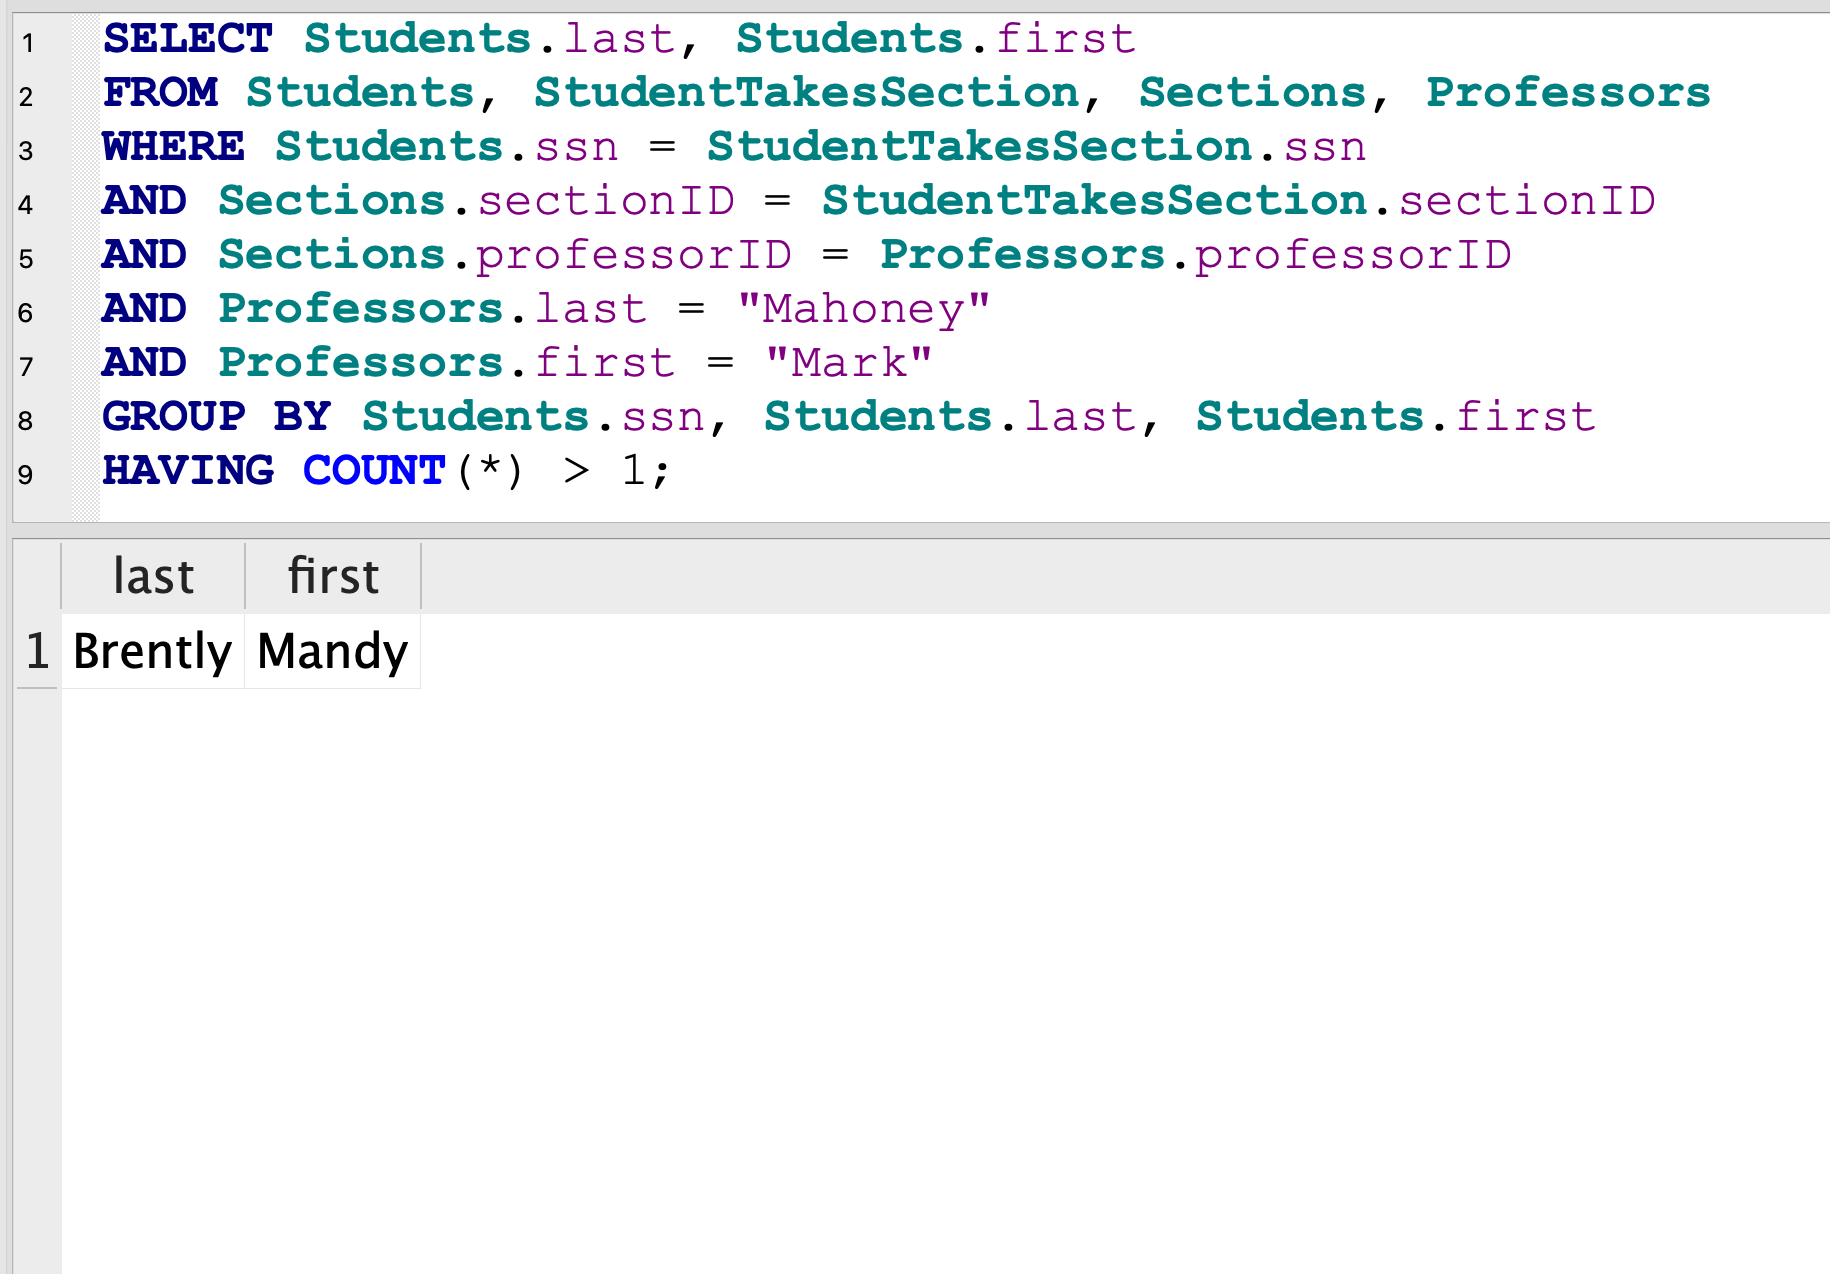 1 SELECT Students.last, Students.first
2 FROM Students, StudentTakesSection, Sections, Professors
3 WHERE Students.ssn = StudentTakesSection.ssn
4 AND Sections.sectionID = StudentTakesSection.sectionID
5 AND Sections.professorID = Professors.professorID
6 AND Professors.last = "Mahoney"
7 AND Professors.first = "Mark"
8 GROUP BY Students.ssn, Students.last, Students.first
9 HAVING COUNT(*) > 1;
last first
1 Brently Mandy